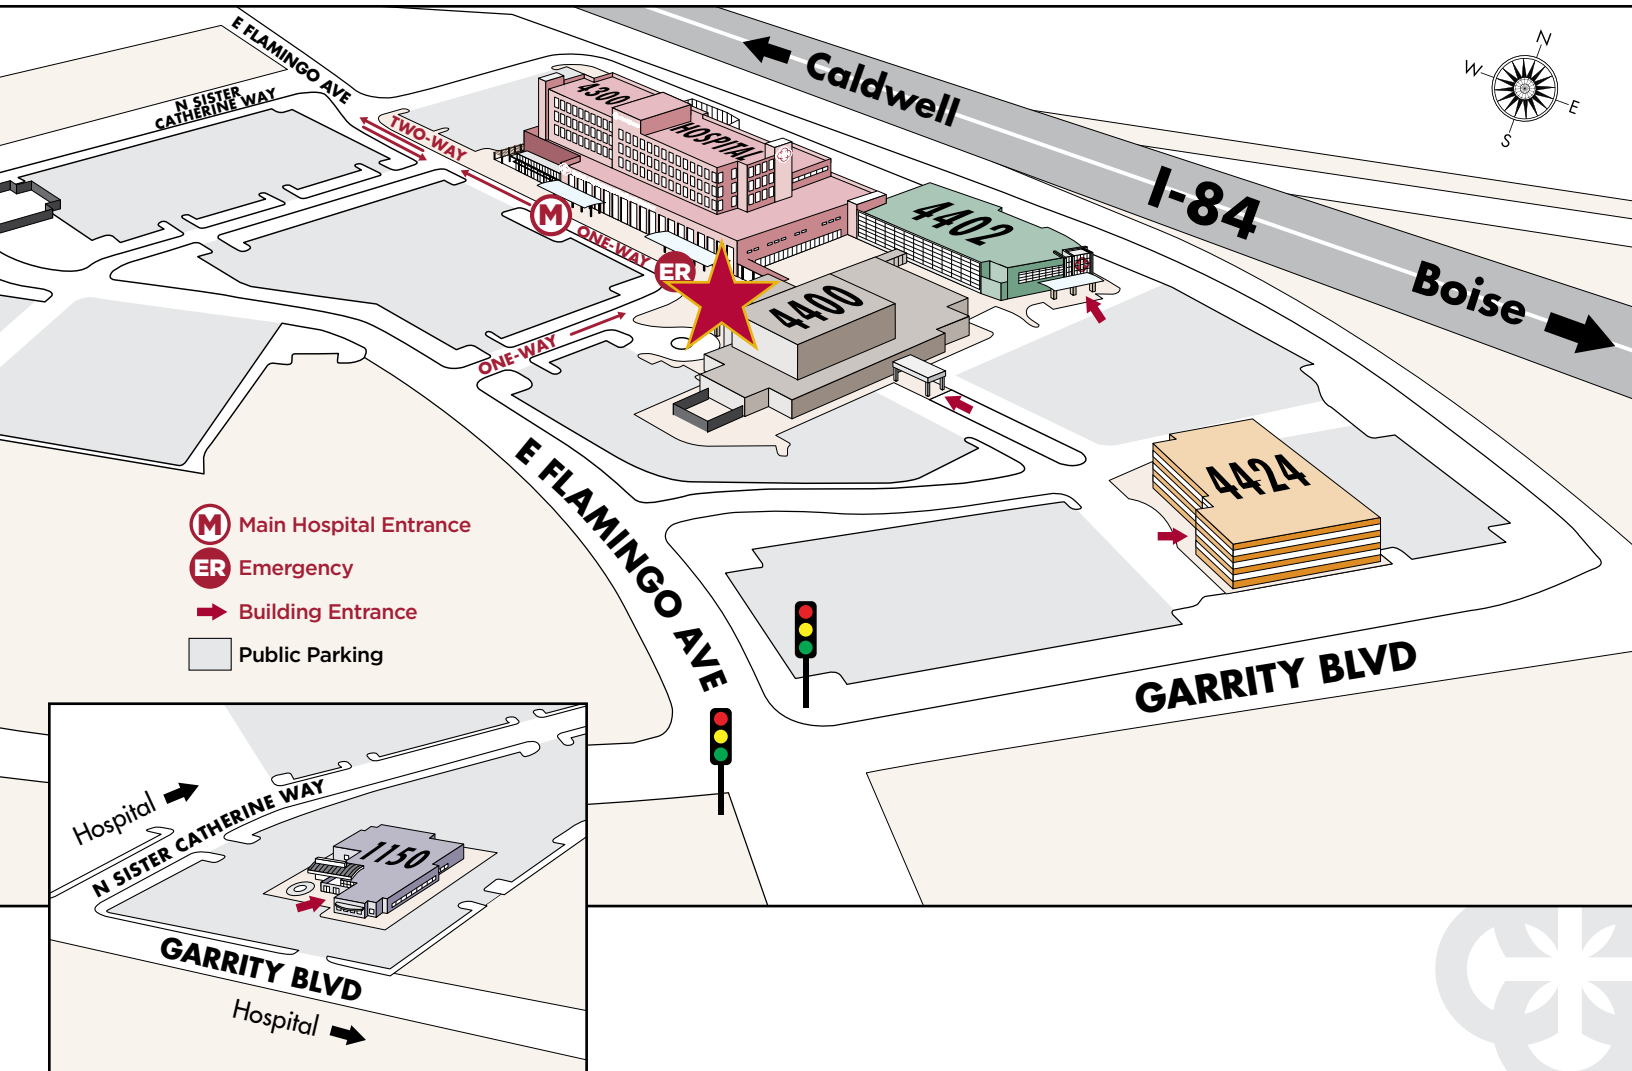 E FLAMINGO AVE
N SISTER
CATHERINE WAY
TWO-WAY
4300
HOSPITAL
Caldwell
N
W
E
S
M
ONE-WAY
ER
4402
I-84
Boise
4400
ONE-WAY
E FLAMINGO AVE
4424
M Main Hospital Entrance
ER Emergency
Building Entrance
Public Parking
GARRITY BLVD
Hospital
N SISTER CATHERINE WAY
1150
GARRITY BLVD
Hospital